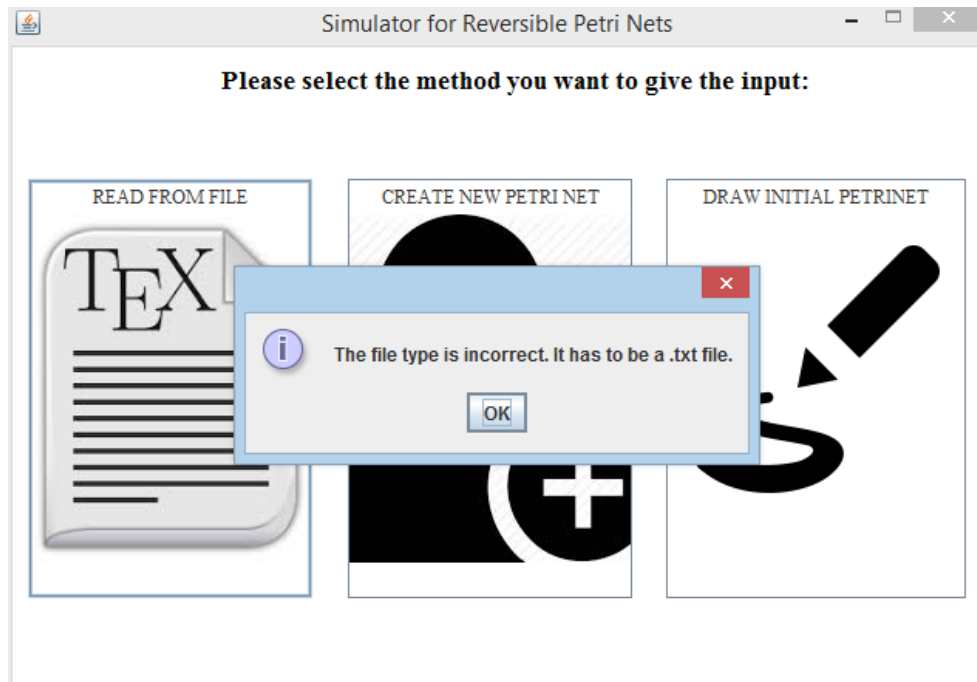 Simulator for Reversible Petri Nets
Please select the method you want to give the input:
READ FROM FILE
CREATE NEW PETRI NET
DRAW INITIAL PETRINET
TEX
The file type is incorrect. It has to be a .txt file.
OK